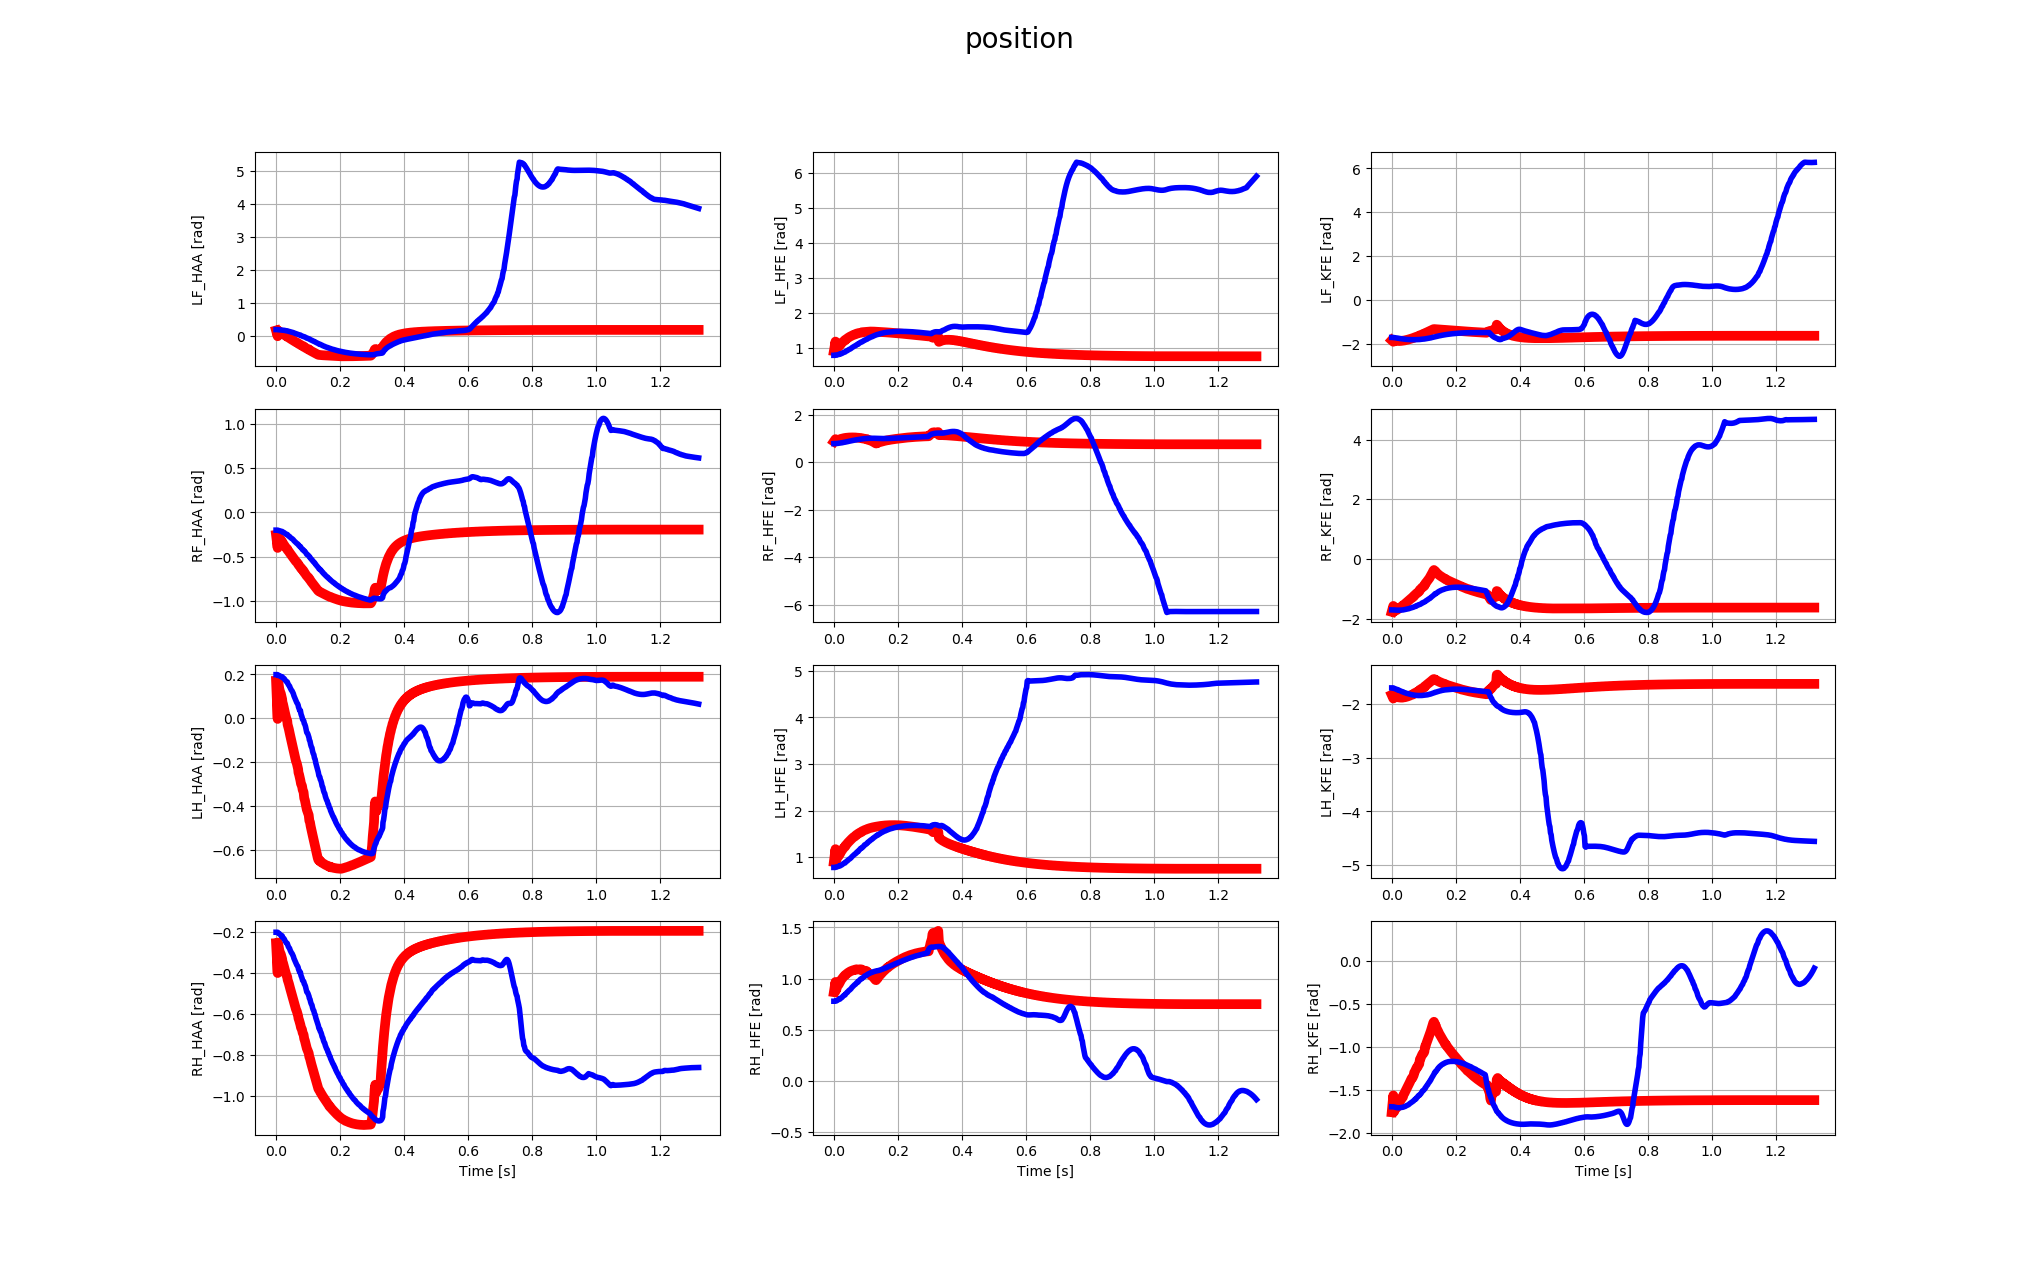 position
LF_HAA [rad]
5
4
3
2
1
0
0.0 0.2 0.4 0.6 0.8 1.0 1.2
LF_HFE [rad]
6
5
4
3
2
1
0.0 0.2 0.4 0.6 0.8 1.0 1.2
LF_KFE [rad]
6
4
2
0
−2
0.0 0.2 0.4 0.6 0.8 1.0 1.2
RF_HAA [rad]
1.0
0.5
0.0
−0.5
−1.0
0.0 0.2 0.4 0.6 0.8 1.0 1.2
RF_HFE [rad]
2
0
−2
−4
−6
0.0 0.2 0.4 0.6 0.8 1.0 1.2
RF_KFE [rad]
4
2
0
−2
0.0 0.2 0.4 0.6 0.8 1.0 1.2
LH_HAA [rad]
0.2
0.0
−0.2
−0.4
−0.6
0.0 0.2 0.4 0.6 0.8 1.0 1.2
LH_HFE [rad]
5
4
3
2
1
0.0 0.2 0.4 0.6 0.8 1.0 1.2
LH_KFE [rad]
−2
−3
−4
−5
0.0 0.2 0.4 0.6 0.8 1.0 1.2
RH_HAA [rad]
−0.2
−0.4
−0.6
−0.8
−1.0
0.0 0.2 0.4 0.6 0.8 1.0 1.2
Time [s]
RH_HFE [rad]
1.5
1.0
0.5
0.0
−0.5
0.0 0.2 0.4 0.6 0.8 1.0 1.2
Time [s]
RH_KFE [rad]
0.0
−0.5
−1.0
−1.5
−2.0
0.0 0.2 0.4 0.6 0.8 1.0 1.2
Time [s]